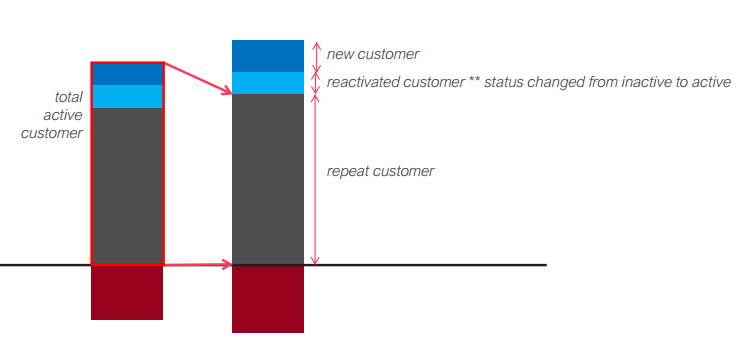 new customer
reactivated customer ** status changed from inactive to active
total
active
customer
repeat customer